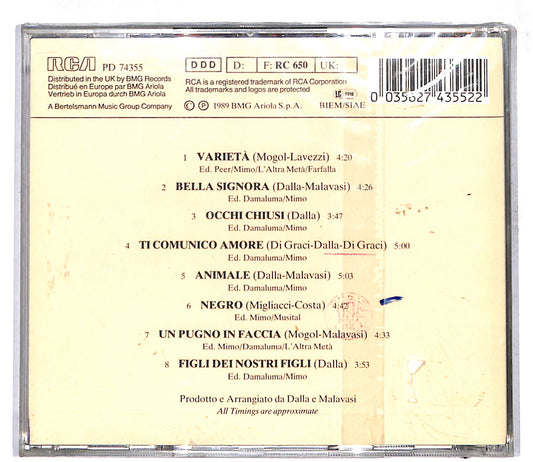 RCA
PD 74355
Distributed in the UK by BMG Records
Distribué en Europe par BMG Ariola
Vertrieb in Europa durch BMG Ariola
A Bertelsmann Music Group Company
DDD D: F: RC 650 UK:
RCA is a registered trademark of RCA Corporation
All trademarks and logos are protected
© ℗ 1989 BMG Ariola S.p.A. BIEM/SIAE
0 035627 435522
1 VARIETÀ (Mogol-Lavezzi) 4:20
Ed. Peer/Mimo/L'Altra Metà/Farfalla
2 BELLA SIGNORA (Dalla-Malavasi) 4:26
Ed. Damaluma/Mimo
3 OCCHI CHIUSI (Dalla) 3:47
Ed. Damaluma/Mimo
4 TI COMUNICO AMORE (Di Graci-Dalla-Di Graci) 5:00
Ed. Damaluma/Mimo
5 ANIMALE (Dalla-Malavasi) 5:03
Ed. Damaluma/Mimo
6 NEGRO (Migliacci-Costa) 4:42
Ed. Mimo/Musital
7 UN PUGNO IN FACCIA (Mogol-Malavasi) 4:33
Ed. Mimo/Damaluma/L'Altra Metà
8 FIGLI DEI NOSTRI FIGLI (Dalla) 3:53
Ed. Damaluma/Mimo
Prodotto e Arrangiato da Dalla e Malavasi
All Timings are approximate